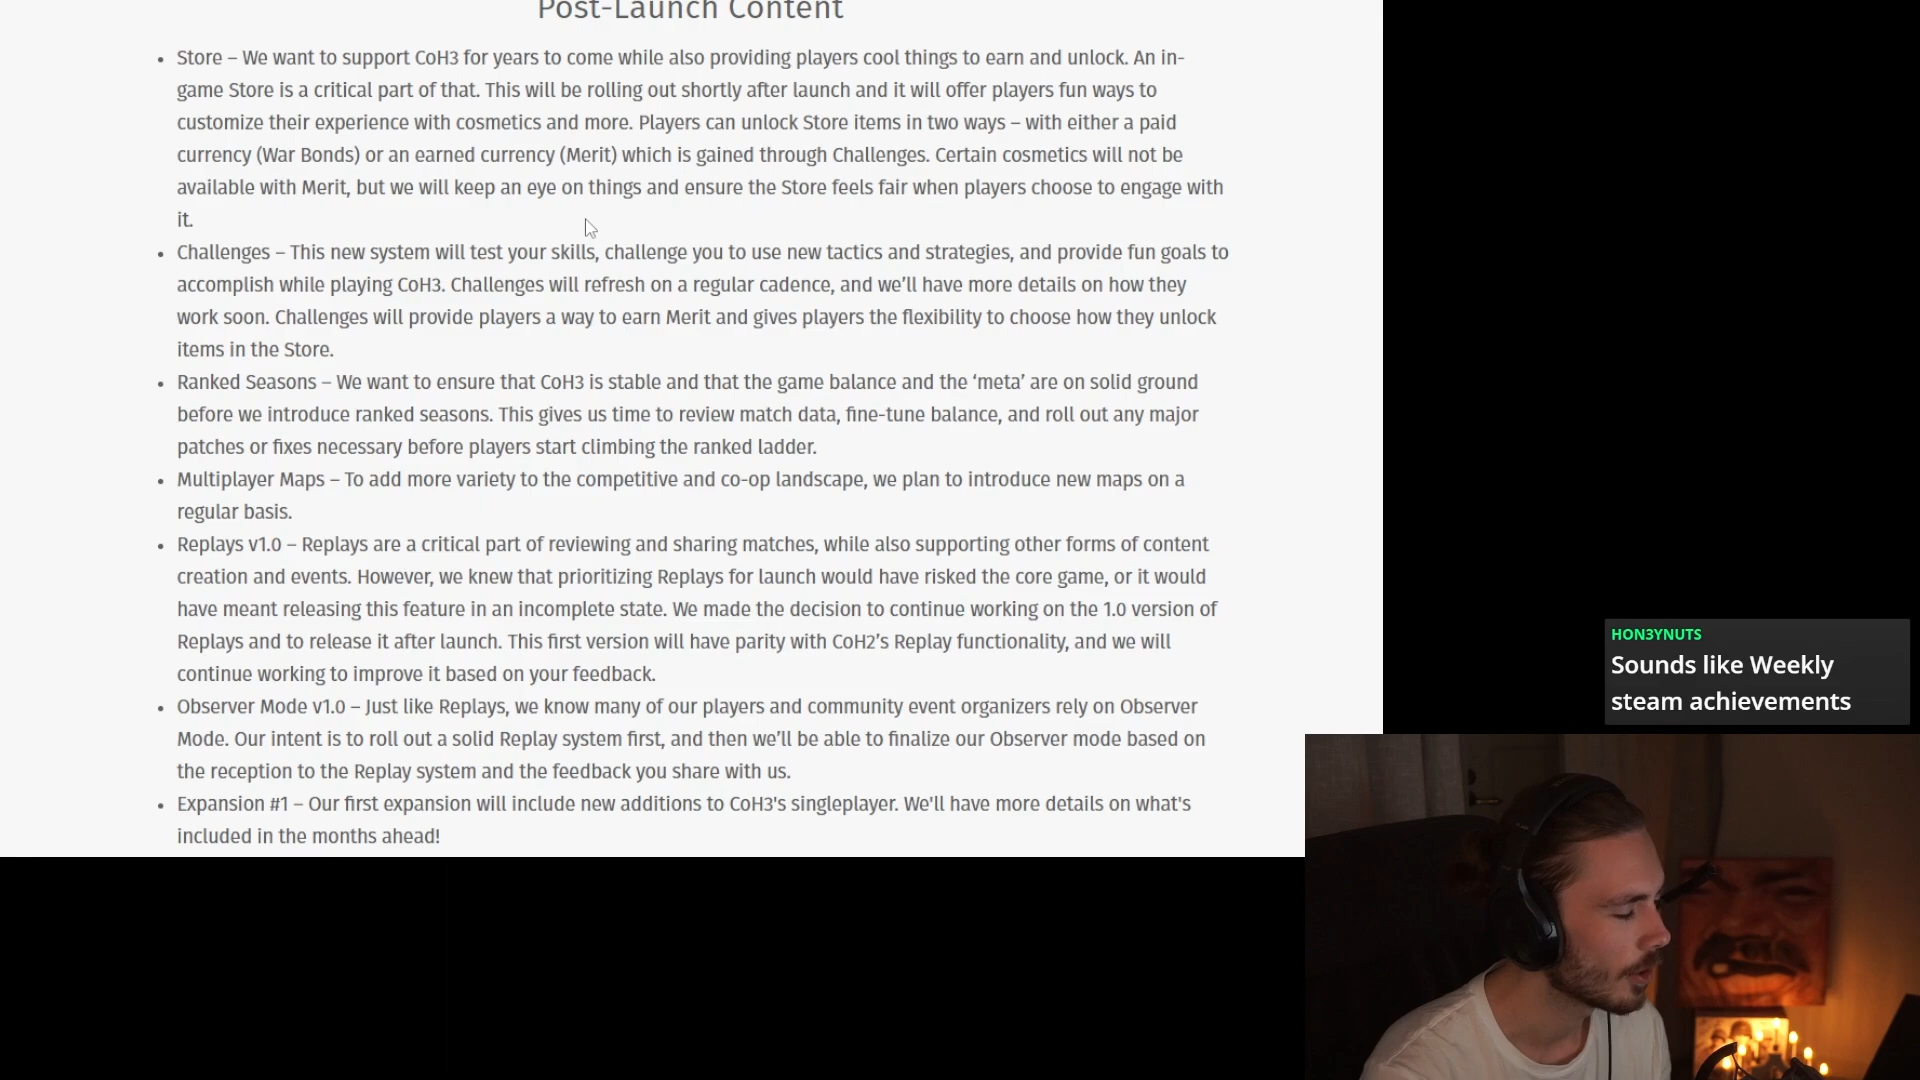 Post-Launch Content
• Store – We want to support CoH3 for years to come while also providing players cool things to earn and unlock. An in-
game Store is a critical part of that. This will be rolling out shortly after launch and it will offer players fun ways to
customize their experience with cosmetics and more. Players can unlock Store items in two ways – with either a paid
currency (War Bonds) or an earned currency (Merit) which is gained through Challenges. Certain cosmetics will not be
available with Merit, but we will keep an eye on things and ensure the Store feels fair when players choose to engage with
it.
• Challenges – This new system will test your skills, challenge you to use new tactics and strategies, and provide fun goals to
accomplish while playing CoH3. Challenges will refresh on a regular cadence, and we’ll have more details on how they
work soon. Challenges will provide players a way to earn Merit and gives players the flexibility to choose how they unlock
items in the Store.
• Ranked Seasons – We want to ensure that CoH3 is stable and that the game balance and the ‘meta’ are on solid ground
before we introduce ranked seasons. This gives us time to review match data, fine-tune balance, and roll out any major
patches or fixes necessary before players start climbing the ranked ladder.
• Multiplayer Maps – To add more variety to the competitive and co-op landscape, we plan to introduce new maps on a
regular basis.
• Replays v1.0 – Replays are a critical part of reviewing and sharing matches, while also supporting other forms of content
creation and events. However, we knew that prioritizing Replays for launch would have risked the core game, or it would
have meant releasing this feature in an incomplete state. We made the decision to continue working on the 1.0 version of
Replays and to release it after launch. This first version will have parity with CoH2’s Replay functionality, and we will
continue working to improve it based on your feedback.
• Observer Mode v1.0 – Just like Replays, we know many of our players and community event organizers rely on Observer
Mode. Our intent is to roll out a solid Replay system first, and then we’ll be able to finalize our Observer mode based on
the reception to the Replay system and the feedback you share with us.
• Expansion #1 – Our first expansion will include new additions to CoH3's singleplayer. We'll have more details on what's
included in the months ahead!
HON3YNUTS
Sounds like Weekly
steam achievements